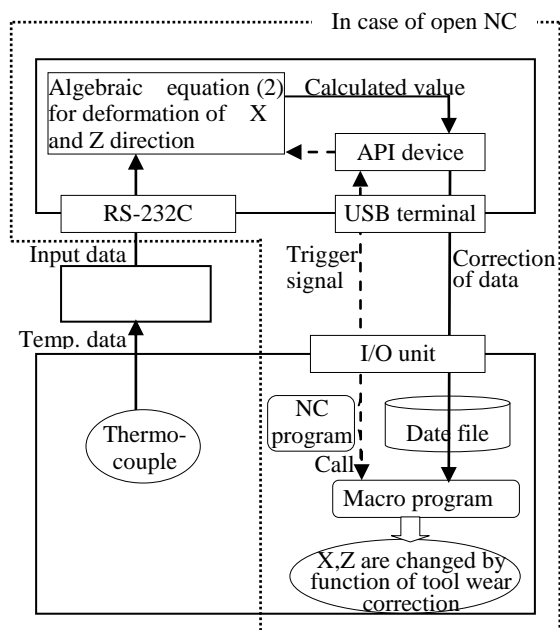 In case of open NC
Algebraic equation (2)
for deformation of X
and Z direction
Calculated value
API device
RS-232C
USB terminal
Input data
Trigger
signal
Correction
of data
Temp. data
I/O unit
NC
program
Date file
Thermo-
couple
Call
Macro program
X,Z are changed by
function of tool wear
correction